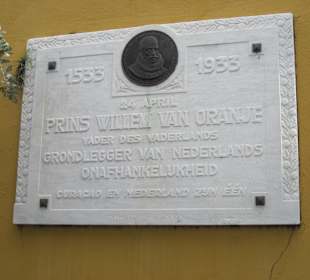 1533 1933
24 APRIL
PRINS WILLEM VAN ORANJE
VADER DES VADERLANDS
GRONDLEGGER VAN NEDERLANDS
ONAFHANKELIJKHEID
CURAÇAO EN NEDERLAND ZIJN ÉÉN